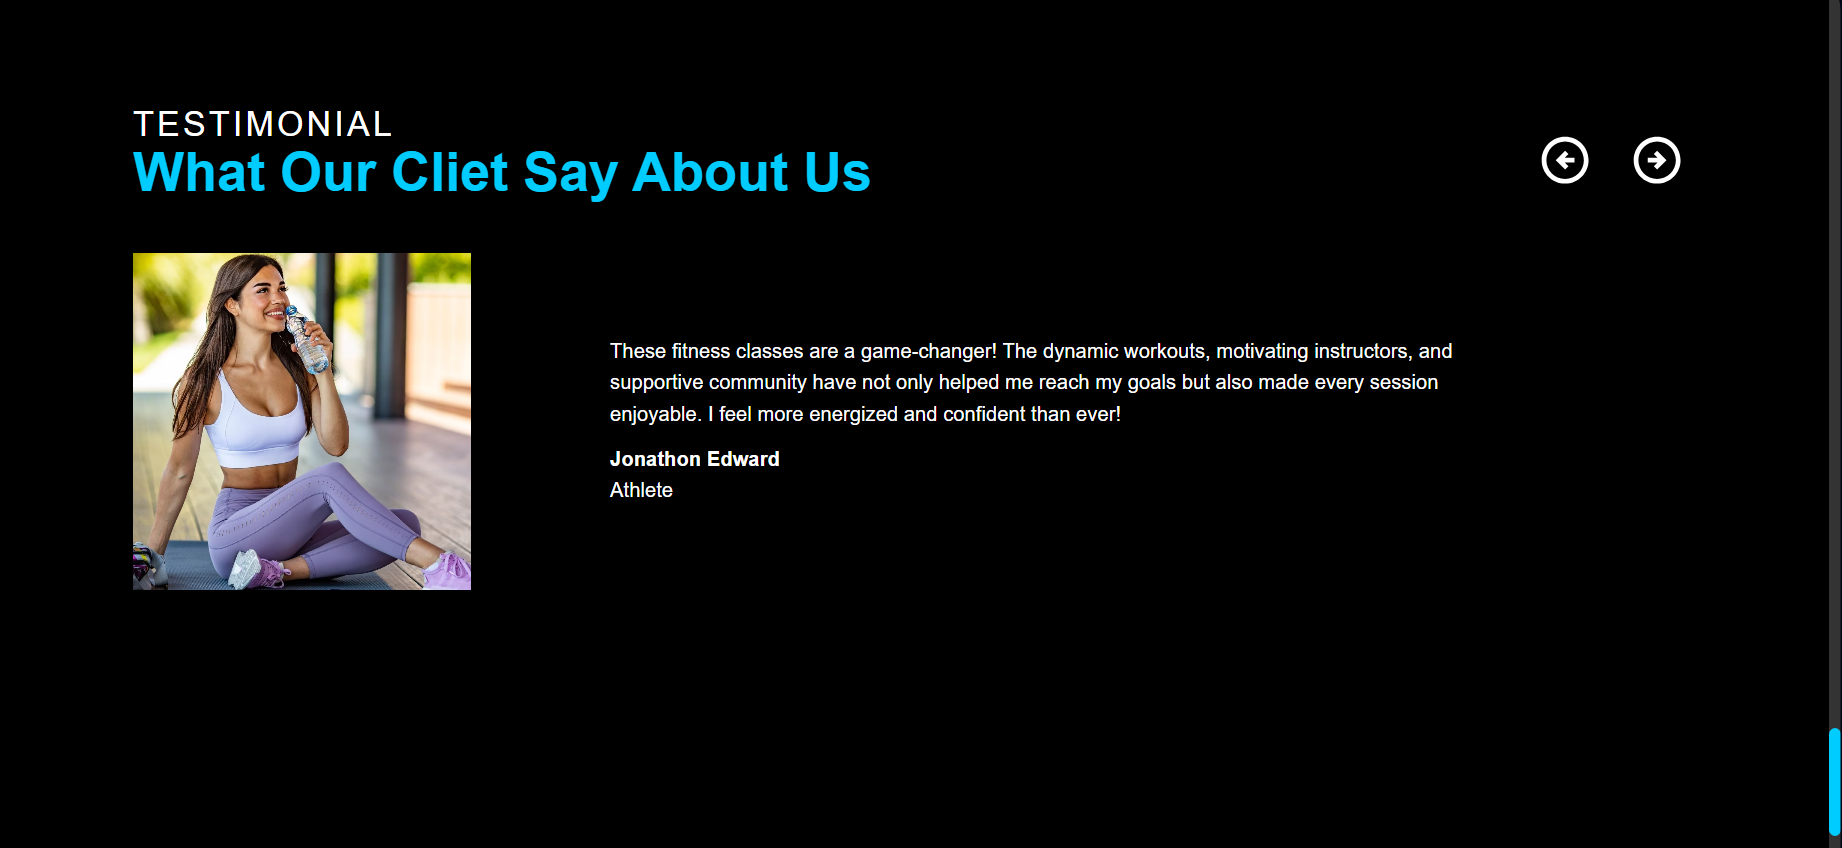 TESTIMONIAL
What Our Cliet Say About Us
These fitness classes are a game-changer! The dynamic workouts, motivating instructors, and
supportive community have not only helped me reach my goals but also made every session
enjoyable. I feel more energized and confident than ever!
Jonathon Edward
Athlete